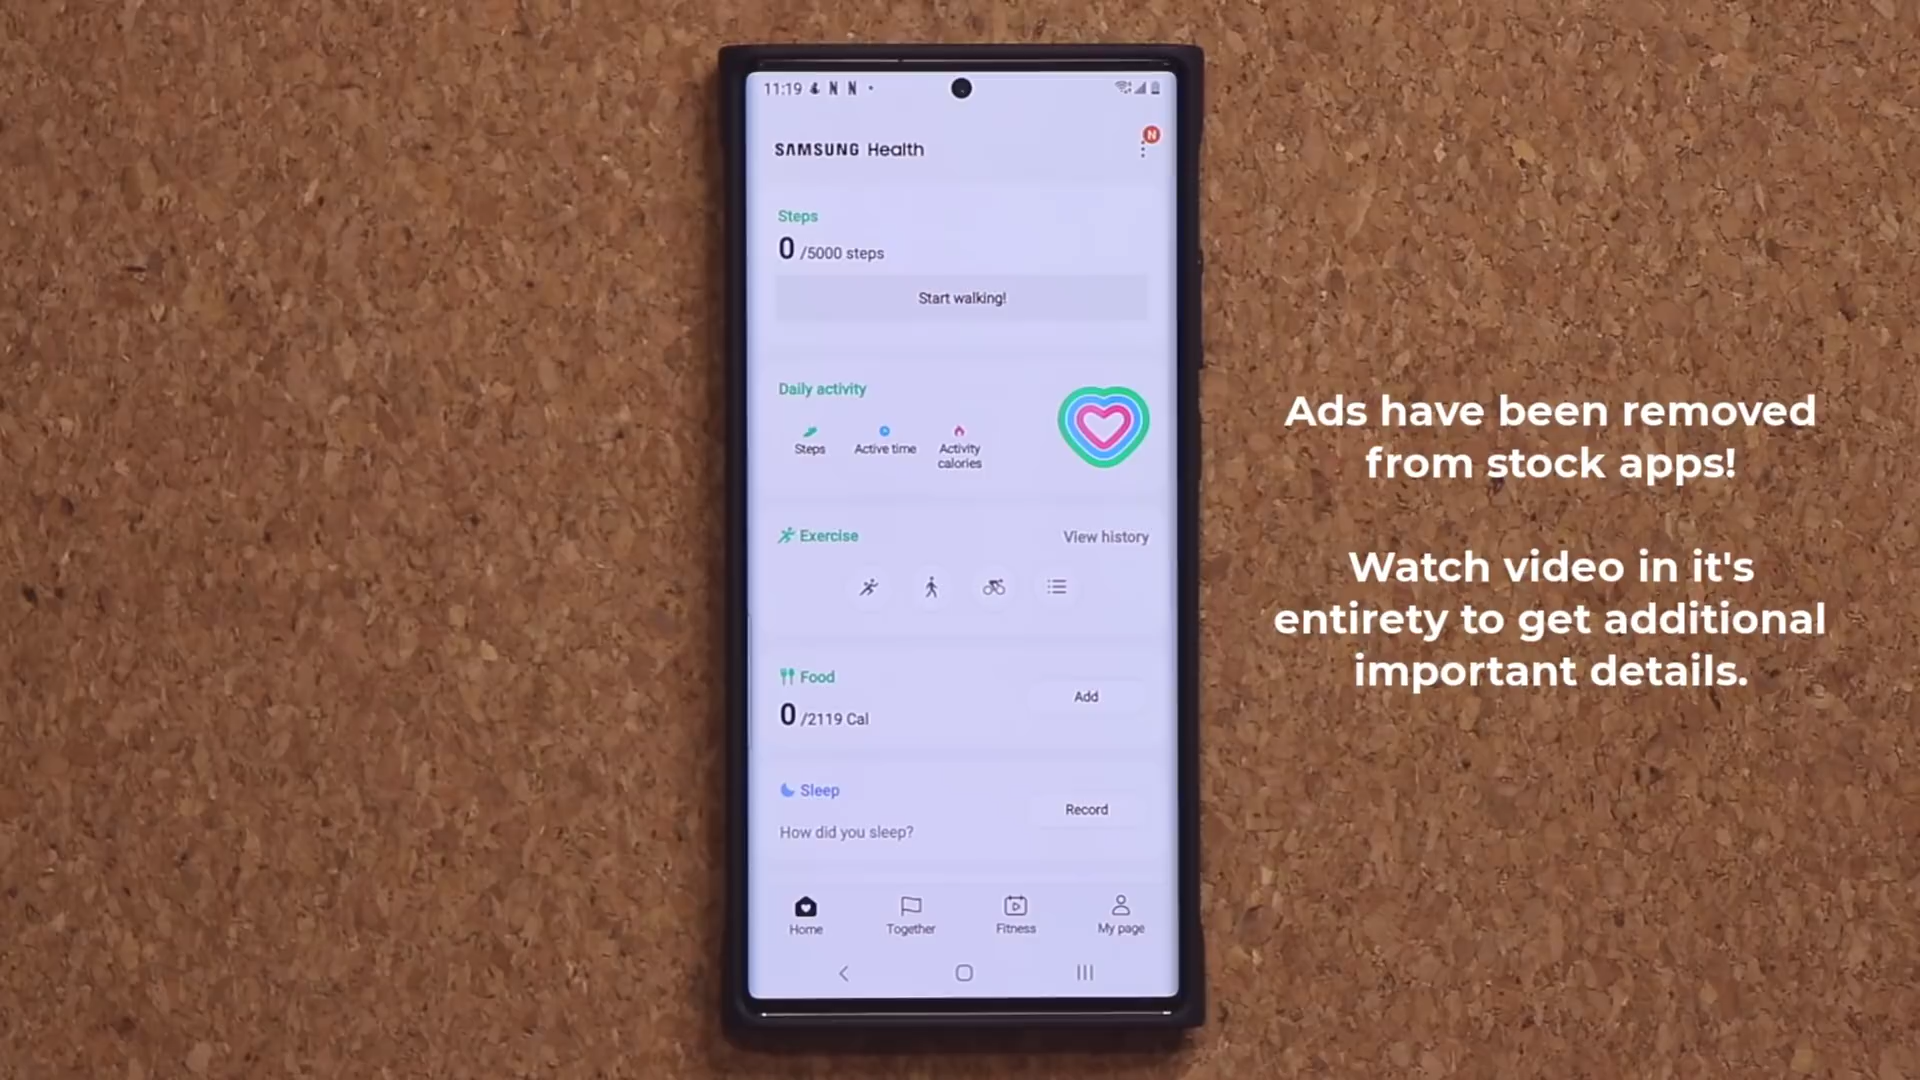 11:19 N N
N
SAMSUNG Health
Steps
0 /5000 steps
Start walking!
Daily activity
Steps
Active time
Activity
calories
Exercise
View history
Food
0 /2119 Cal
Add
Sleep
How did you sleep?
Record
Home
Together
Fitness
My page
Ads have been removed
from stock apps!
Watch video in it's
entirety to get additional
important details.